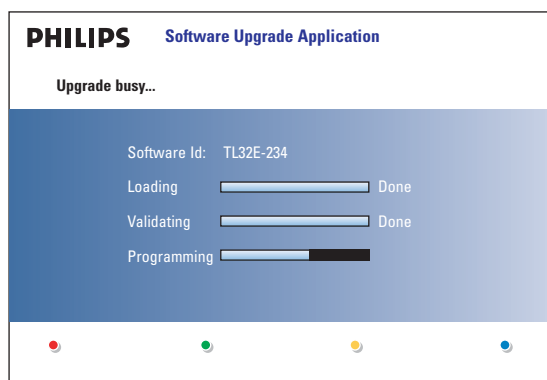 PHILIPS Software Upgrade Application
Upgrade busy...
Software Id: TL32E-234
Loading Done
Validating Done
Programming